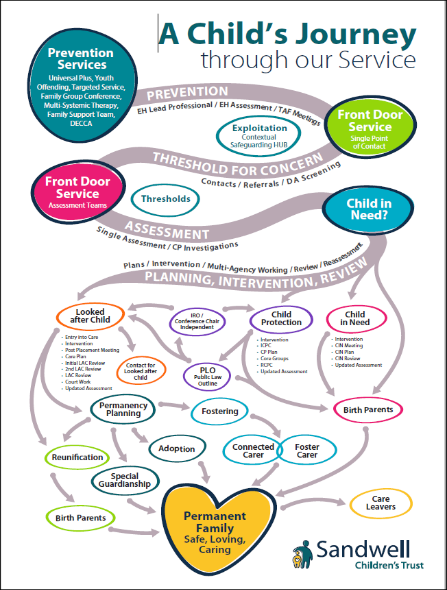 A Child's Journey
through our Service
Prevention
Services
Universal Plus, Youth
Offending, Targeted Service,
Family Group Conference,
Multi-Systemic Therapy,
Family Support Team,
DECCA
PREVENTION
EH Lead Professional / EH Assessment / TAF Meetings
Exploitation
Contextual
Safeguarding HUB
Front Door
Service
Single Point
of Contact
THRESHOLD FOR CONCERN
Contacts / Referrals / DA Screening
Front Door
Service
Assessment Teams
Thresholds
Child in
Need?
ASSESSMENT
Single Assessment / CP Investigations
Plans / Intervention / Multi-Agency Working / Review / Reassessment
PLANNING, INTERVENTION, REVIEW
Looked
after Child
- Entry into Care
- Intervention
- Post Placement Meeting
- Care Plan
- Initial LAC Review
- 2nd LAC Review
- LAC Review
- Court Work
- Updated Assessment
IRO /
Conference Chair
Independent
Child
Protection
- Intervention
- ICPC
- CP Plan
- Core Groups
- RCPC
- Updated Assessment
Child
in Need
- Intervention
- CIN Meeting
- CIN Plan
- CIN Review
- Updated Assessment
Contact for
Looked after
Child
PLO
Public Law
Outline
Permanency
Planning
Fostering
Birth Parents
Reunification
Adoption
Connected
Carer
Foster
Carer
Special
Guardianship
Birth Parents
Permanent
Family
Safe, Loving,
Caring
Care
Leavers
Sandwell
Children's Trust